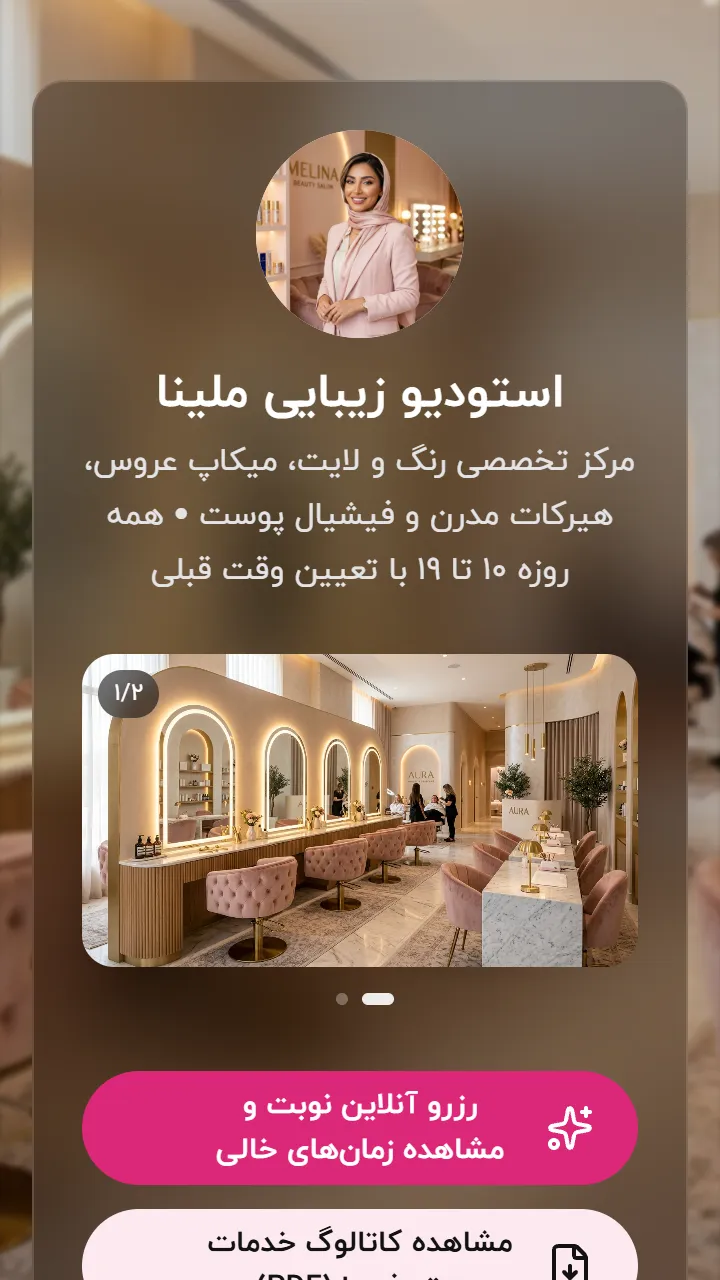 MELINA
BEAUTY SALON
استودیو زیبایی ملینا
مرکز تخصصی رنگ و لایت، میکاپ عروس،
هیرکات مدرن و فیشیال پوست • همه
روزه ۱۰ تا ۱۹ با تعیین وقت قبلی
۱/۲
AURA
AURA
رزرو آنلاین نوبت و
مشاهده زمان‌های خالی
مشاهده کاتالوگ خدمات
(PDF)